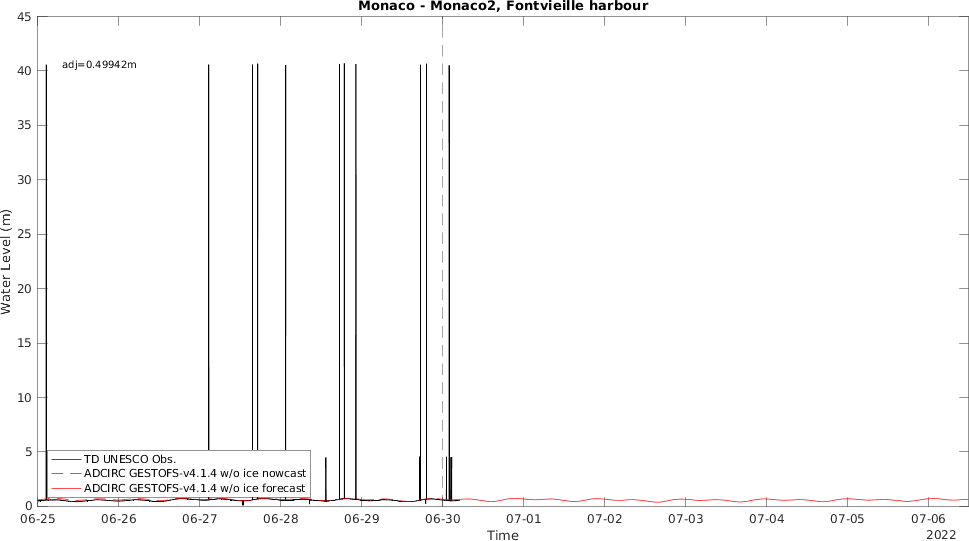 Monaco - Monaco2, Fontvieille harbour
45
40
35
30
25
20
15
10
5
0
Water Level (m)
adj=0.49942m
TD UNESCO Obs.
ADCIRC GESTOFS-v4.1.4 w/o ice nowcast
ADCIRC GESTOFS-v4.1.4 w/o ice forecast
06-25 06-26 06-27 06-28 06-29 06-30 07-01 07-02 07-03 07-04 07-05 07-06
2022
Time